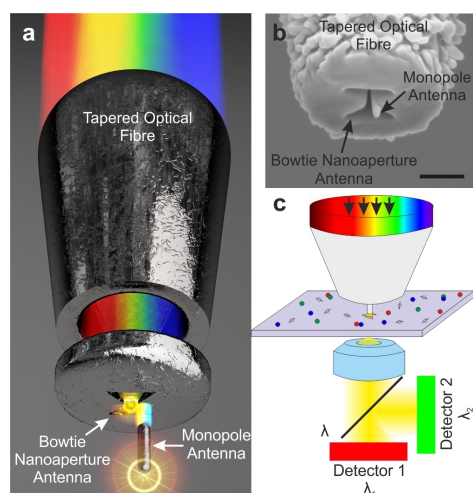 a
Tapered Optical
Fibre
Bowtie
Nanoaperture
Antenna
Monopole
Antenna
b
Tapered Optical
Fibre
Monopole
Antenna
Bowtie Nanoaperture
Antenna
c
λ
Detector 1
Detector 2
λ2